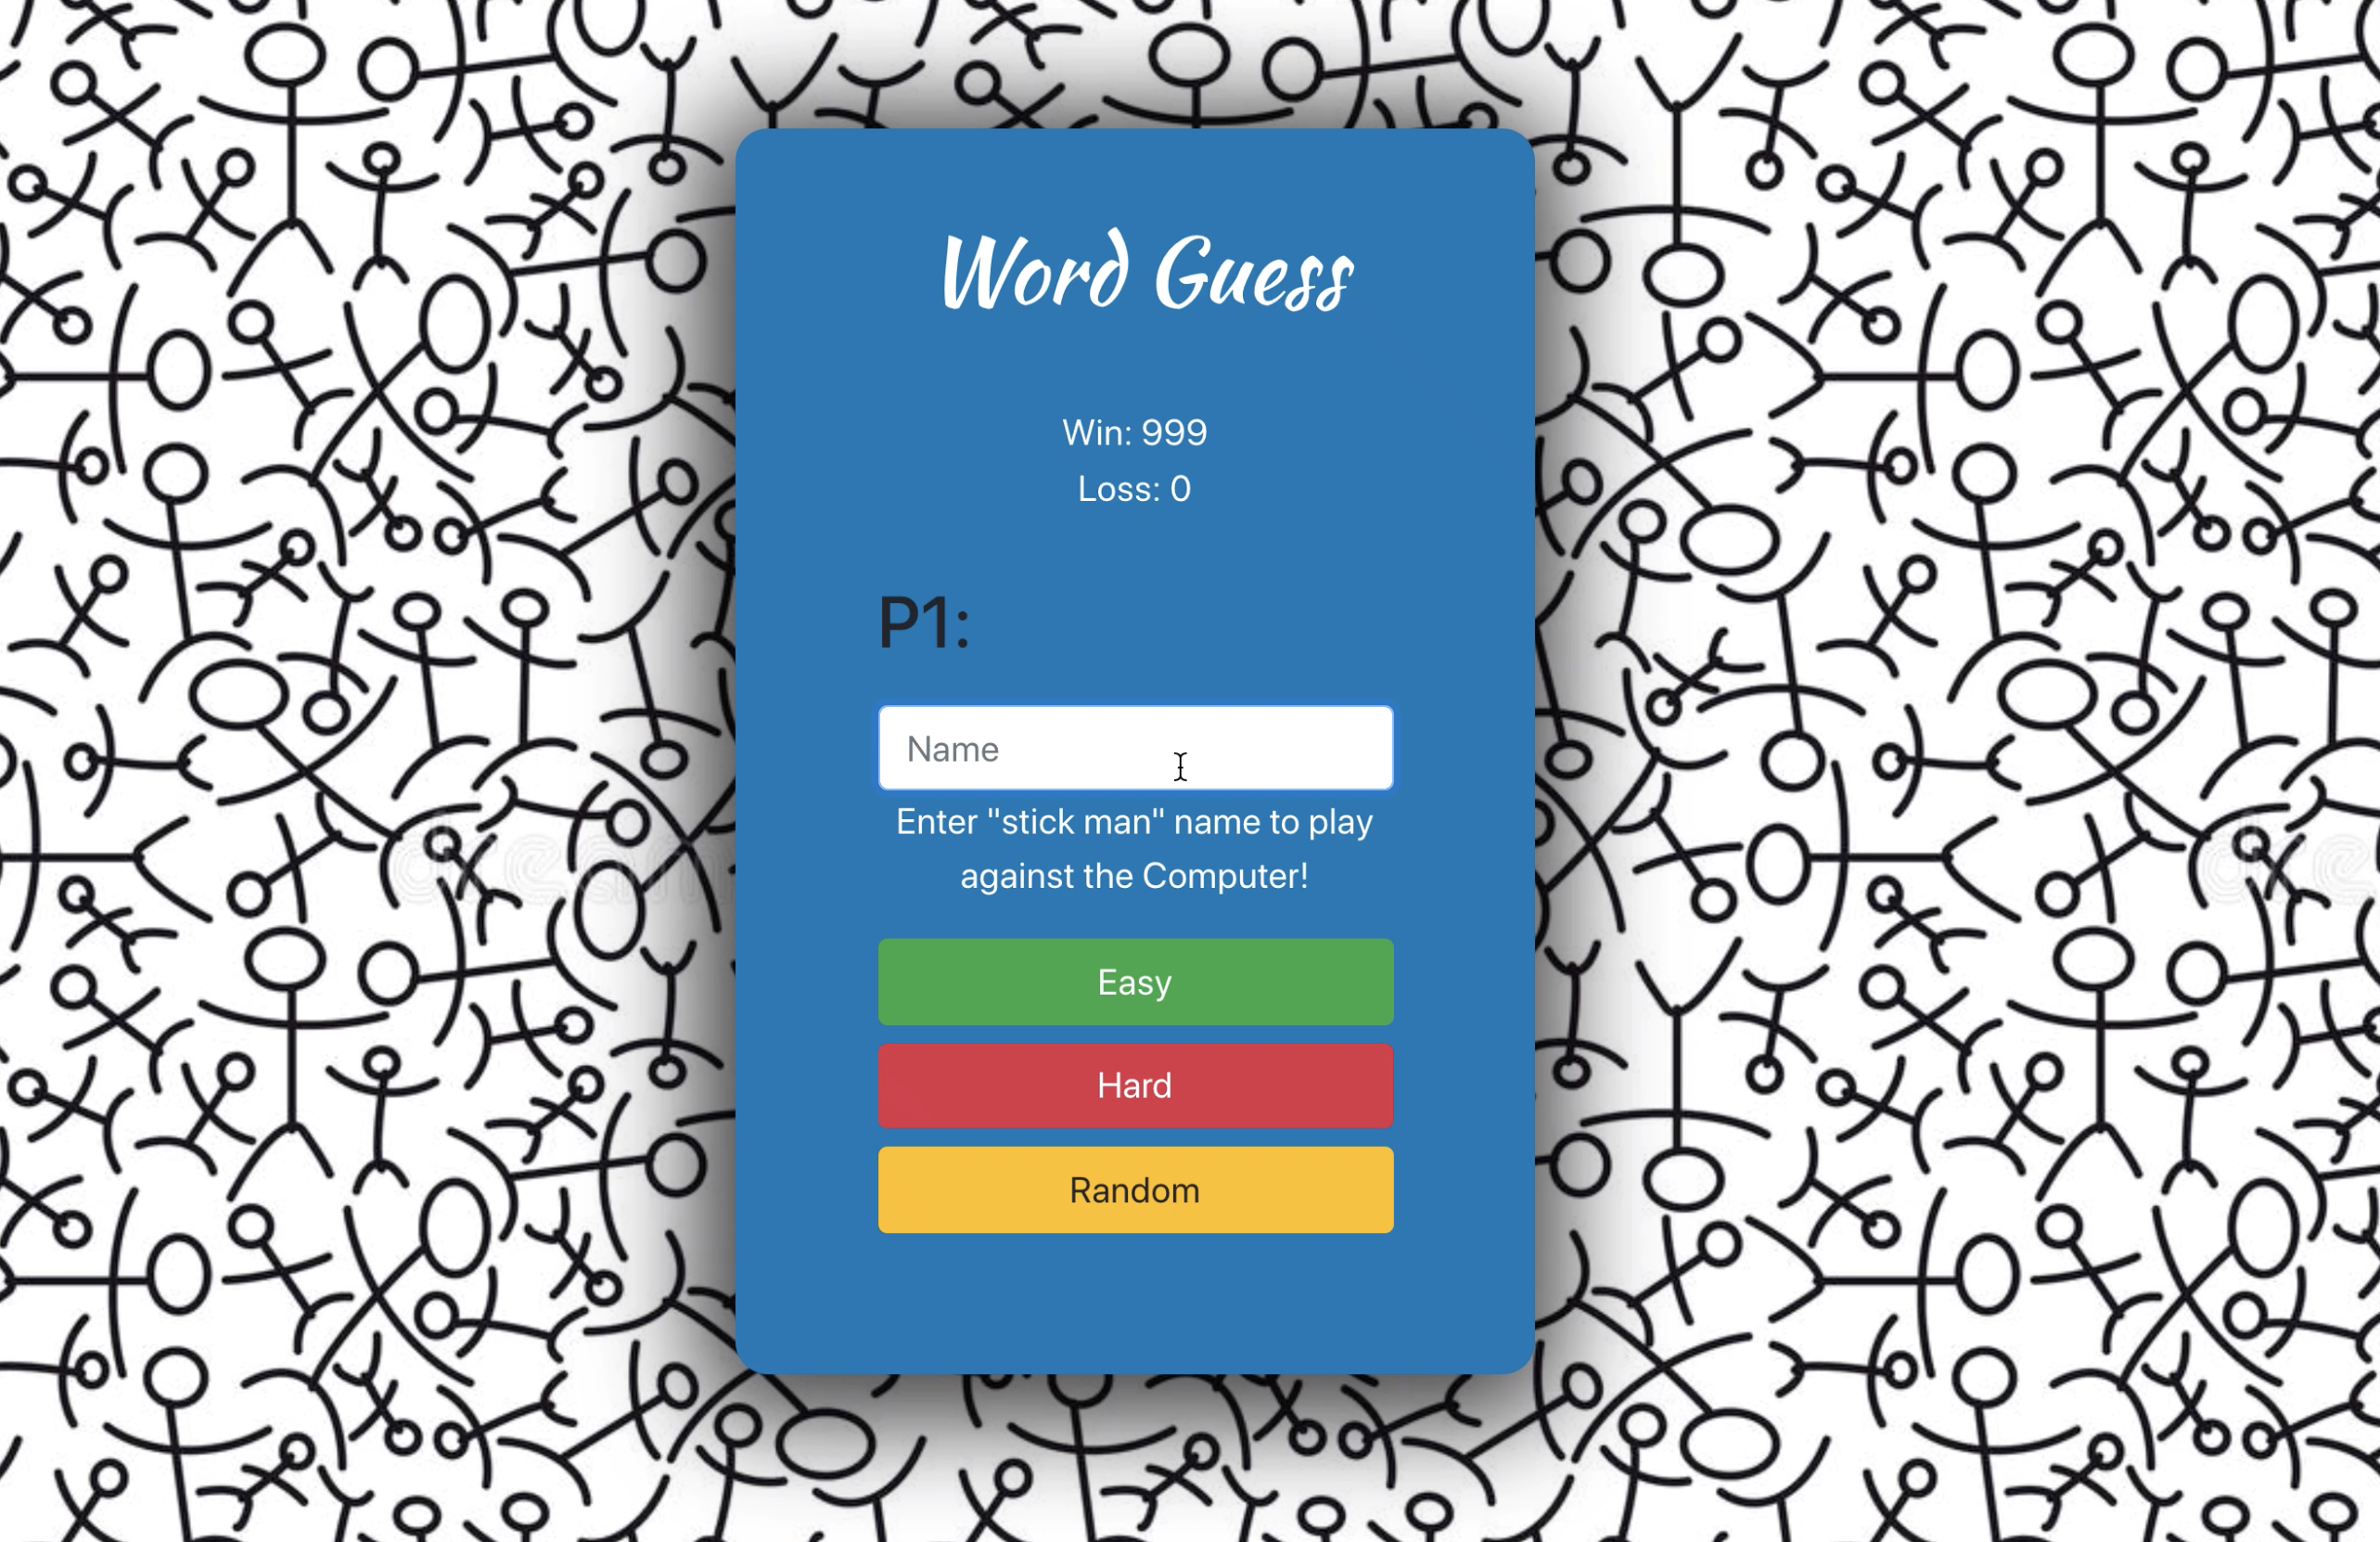 Word Guess
Win: 999
Loss: 0
P1:
Name
Enter "stick man" name to play
against the Computer!
Easy
Hard
Random